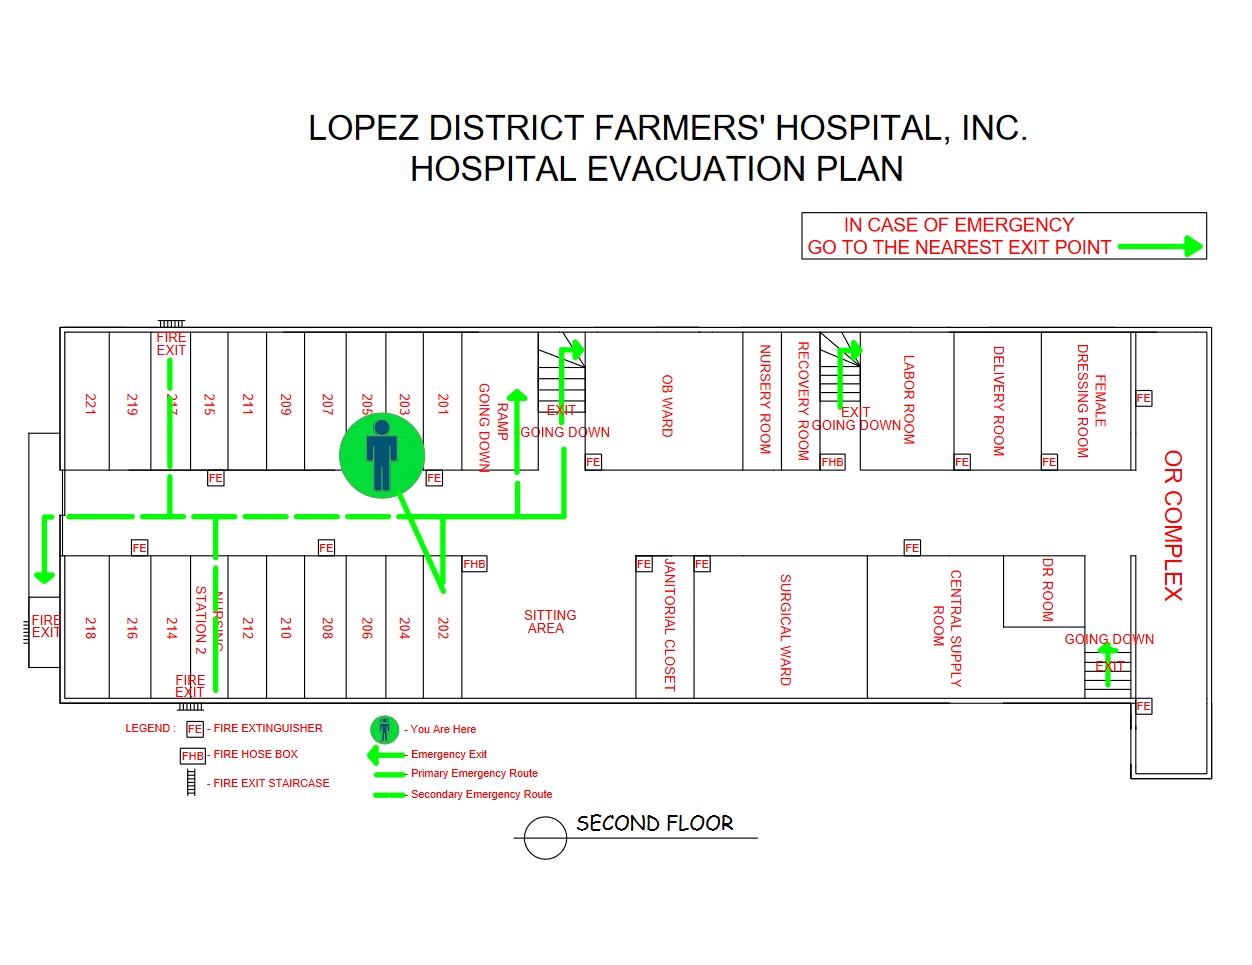 LOPEZ DISTRICT FARMERS' HOSPITAL, INC.
HOSPITAL EVACUATION PLAN
IN CASE OF EMERGENCY
GO TO THE NEAREST EXIT POINT
FIRE
EXIT
221
219
217
215
211
209
207
205
203
201
RAMP
GOING DOWN
EXIT
GOING DOWN
OB WARD
NURSERY ROOM
RECOVERY ROOM
EXIT
GOING DOWN
LABOR ROOM
DELIVERY ROOM
FEMALE
DRESSING ROOM
FE
OR COMPLEX
FE
FE
FE
FHB
FE
FE
FE
FE
FHB
FE
FE
FE
FIRE
EXIT
218
216
214
NURSING
STATION 2
212
210
208
206
204
202
SITTING
AREA
JANITORIAL CLOSET
SURGICAL WARD
CENTRAL SUPPLY
ROOM
DR ROOM
GOING DOWN
EXIT
FIRE
EXIT
FE
LEGEND :
FE - FIRE EXTINGUISHER
FHB - FIRE HOSE BOX
- FIRE EXIT STAIRCASE
- You Are Here
- Emergency Exit
- Primary Emergency Route
- Secondary Emergency Route
SECOND FLOOR